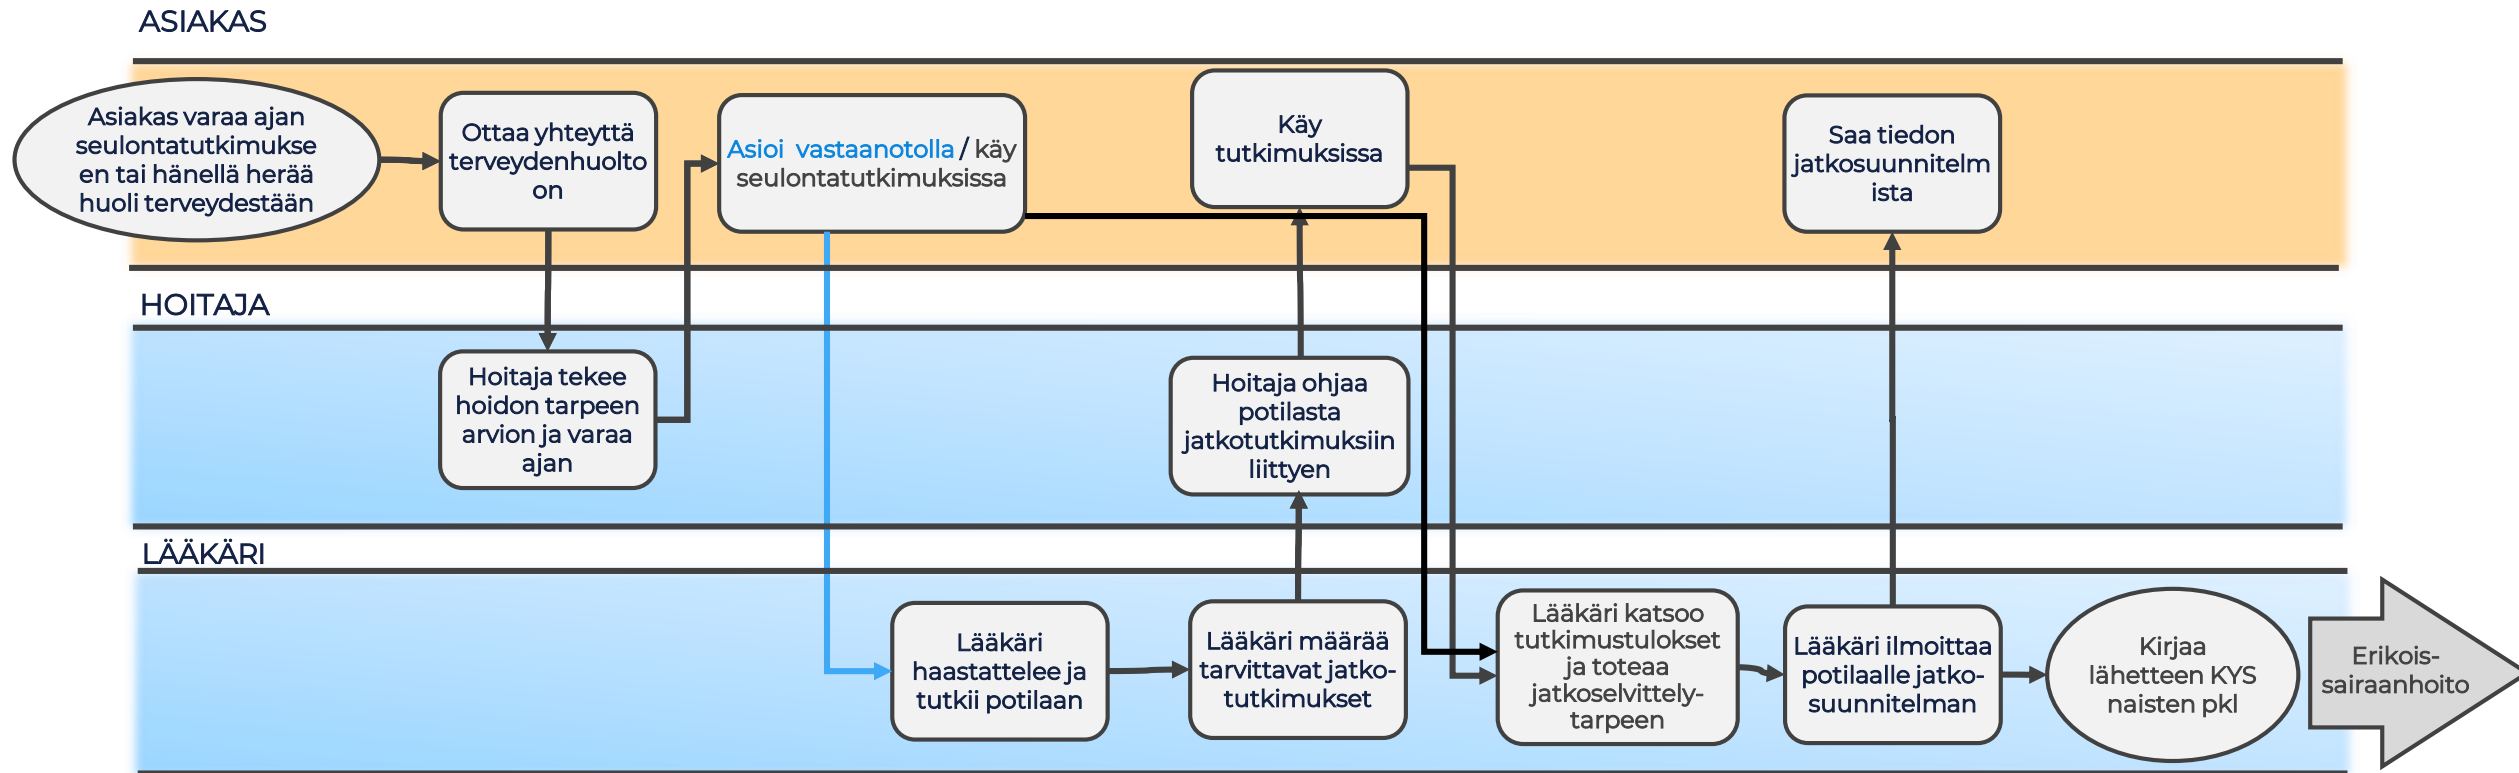 ASIAKAS
Asiakas varaa ajan
seulontatutkimukse
en tai hänellä herää
huoli terveydestään
Ottaa yhteyttä
terveydenhuolto
on
Asioi vastaanotolla / käy
seulontatutkimuksissa
Käy
tutkimuksissa
Saa tiedon
jatkosuunnitelm
ista
HOITAJA
Hoitaja tekee
hoidon tarpeen
arvion ja varaa
ajan
Hoitaja ohjaa
potilasta
jatkotutkimuksiin
liittyen
LÄÄKÄRI
Lääkäri
haastattelee ja
tutkii potilaan
Lääkäri määrää
tarvittavat jatko-
tutkimukset
Lääkäri katsoo
tutkimustulokset
ja toteaa
jatkoselvittely-
tarpeen
Lääkäri ilmoittaa
potilaalle jatko-
suunnitelman
Kirjaa
lähetteen KYS
naisten pkl
Erikois-
sairaanhoito